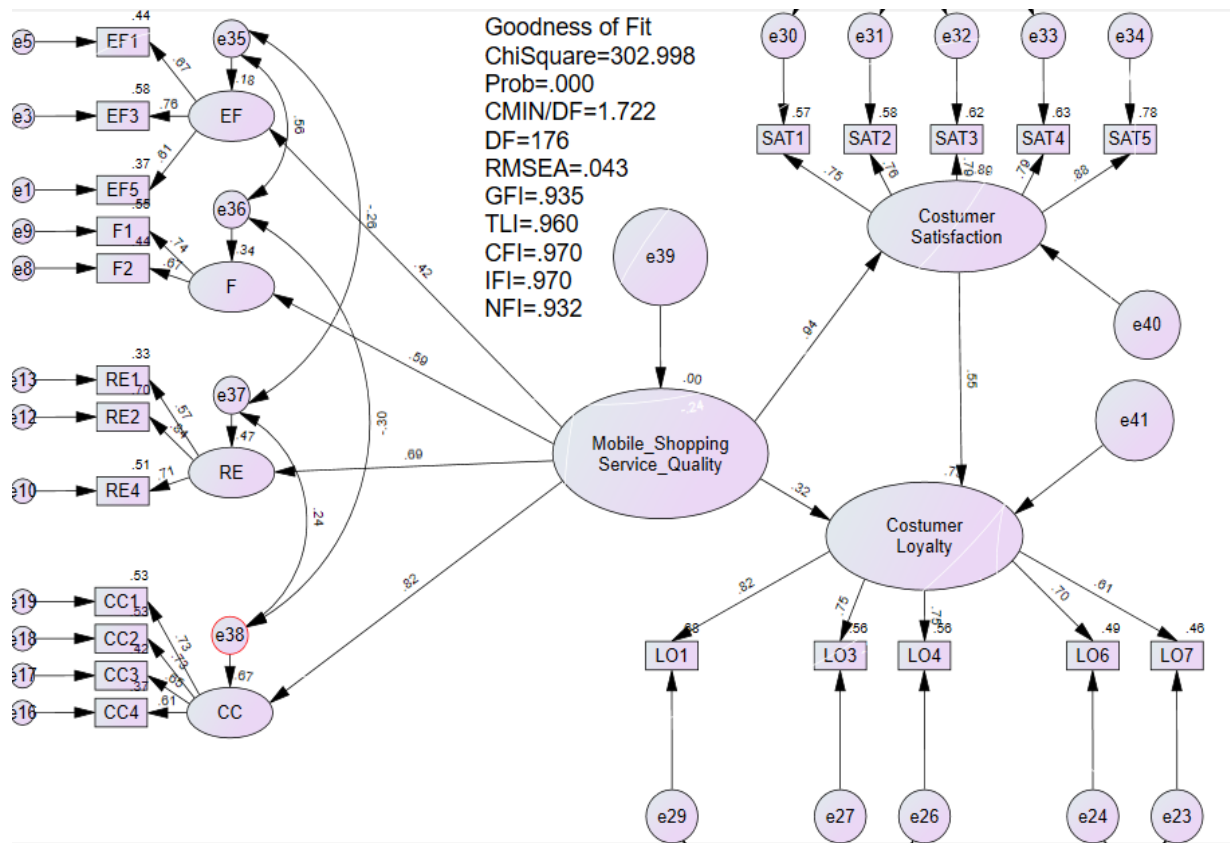 Goodness of Fit
ChiSquare=302.998
Prob=.000
CMIN/DF=1.722
DF=176
RMSEA=.043
GFI=.935
TLI=.960
CFI=.970
IFI=.970
NFI=.932
e5
.44
EF1
.67
e35
.18
e3
.58
EF3
.76
EF
.56
e1
.37
EF5
.61
e36
-.26
e9
F1
.74
.34
.42
e8
.44
F2
.67
F
.59
e13
.33
RE1
.57
e37
-.30
e12
.70
RE2
.47
RE
.69
e10
.51
RE4
.71
.24
e19
.53
CC1
.73
.82
e18
.53
CC2
.73
e38
e17
.42
CC3
.65
.67
e16
.37
CC4
.61
CC
e39
.00
-.24
Mobile_Shopping
Service_Quality
.94
.32
e30
e31
e32
e33
e34
.57
.58
.62
.63
.78
SAT1
SAT2
SAT3
SAT4
SAT5
.75
.76
.79
.79
.88
Costumer
Satisfaction
e40
.55
e41
Costumer
Loyalty
.82
.75
.75
.70
.61
.56
.56
.49
.46
LO1
LO3
LO4
LO6
LO7
e29
e27
e26
e24
e23